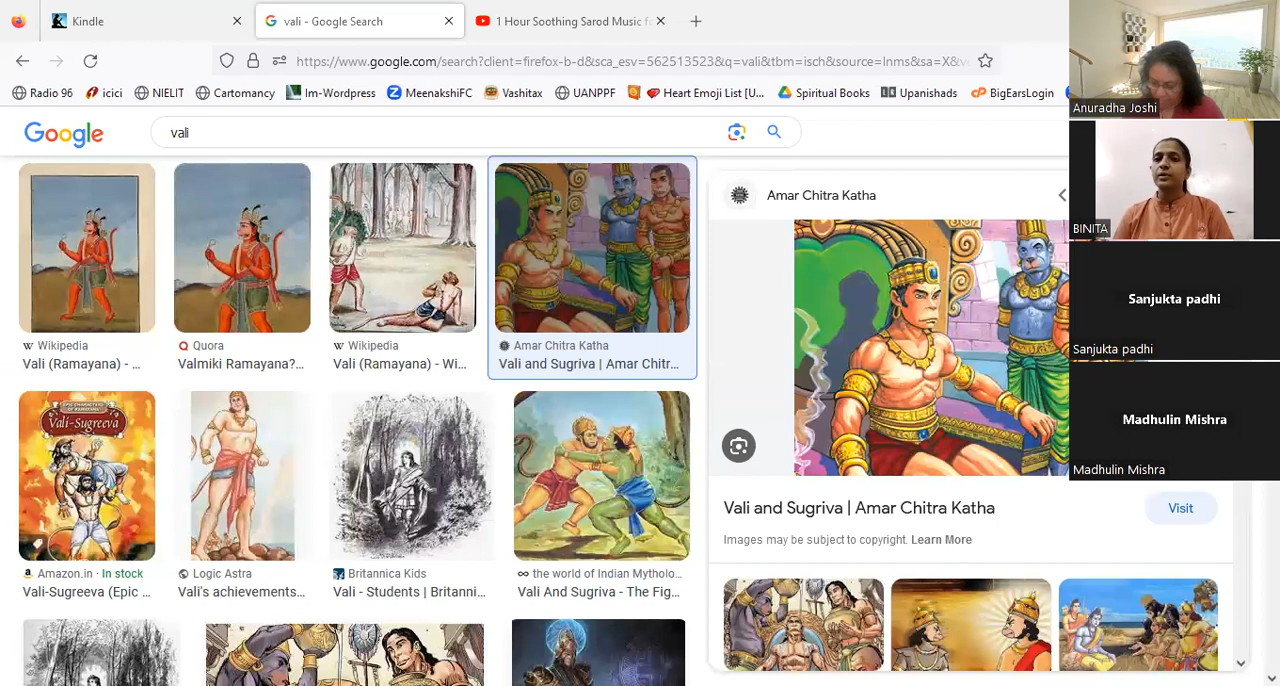 Kindle
vali - Google Search
1 Hour Soothing Sarod Music f
https://www.google.com/search?client=firefox-b-d&sca_esv=562513523&q=vali&tbm=isch&source=lnms&sa=X&v
Radio 96
icici
NIELIT
Cartomancy
Im-Wordpress
MeenakshiFC
Vashitax
UANPPF
Heart Emoji List [U...
Spiritual Books
Upanishads
BigEarsLogin
Google
vali
Wikipedia
Vali (Ramayana) - ...
Quora
Valmiki Ramayana?...
Wikipedia
Vali (Ramayana) - Wi...
Amar Chitra Katha
Vali and Sugriva | Amar Chitr...
EPIC CHARACTERS
OF RAMAYANA
Vali-Sugreeva
Amazon.in · In stock
Vali-Sugreeva (Epic ...
Logic Astra
Vali's achievements...
Britannica Kids
Vali - Students | Britanni...
the world of Indian Mytholo...
Vali And Sugriva - The Fig...
Amar Chitra Katha
Vali and Sugriva | Amar Chitra Katha
Visit
Images may be subject to copyright. Learn More
Anuradha Joshi
BINITA
Sanjukta padhi
Sanjukta padhi
Madhulin Mishra
Madhulin Mishra